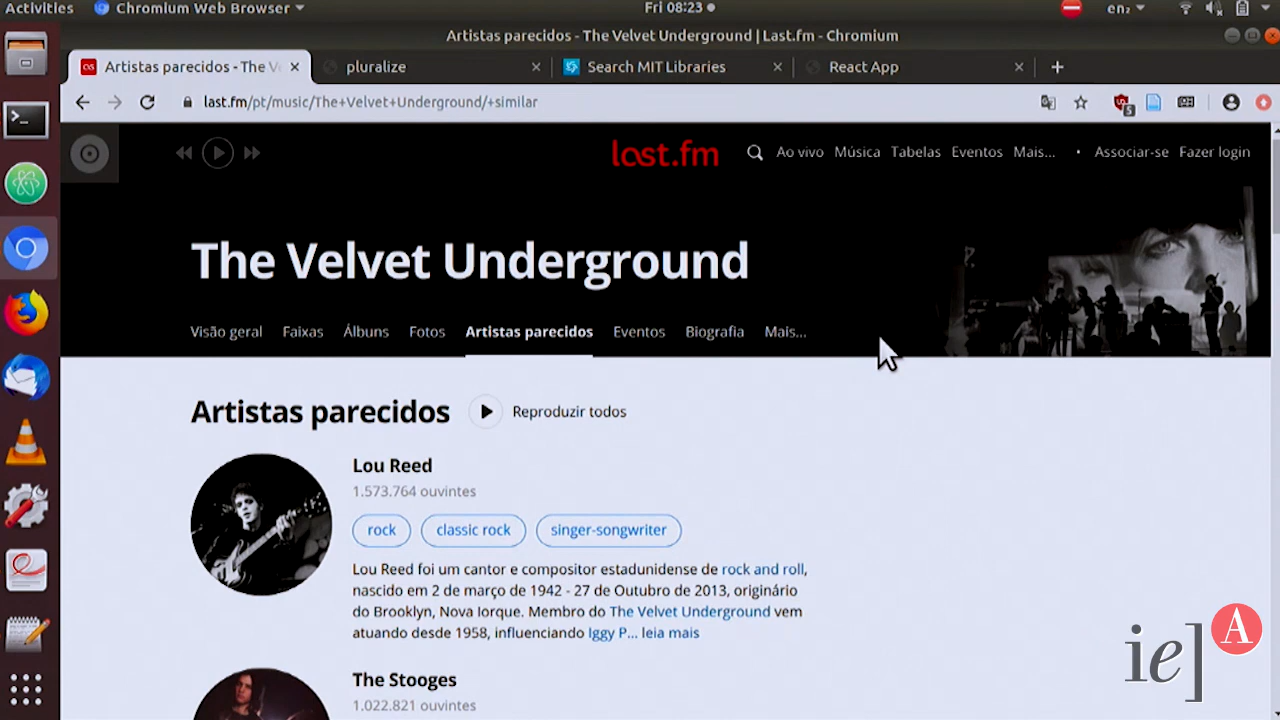 Activities
Chromium Web Browser
Fri 08:23
en₂
Artistas parecidos - The Velvet Underground | Last.fm - Chromium
Artistas parecidos - The V
pluralize
Search MIT Libraries
React App
last.fm/pt/music/The+Velvet+Underground/+similar
5
last.fm
Ao vivo
Música
Tabelas
Eventos
Mais...
Associar-se
Fazer login
The Velvet Underground
Visão geral
Faixas
Álbuns
Fotos
Artistas parecidos
Eventos
Biografia
Mais...
Artistas parecidos
Reproduzir todos
Lou Reed
1.573.764 ouvintes
rock
classic rock
singer-songwriter
Lou Reed foi um cantor e compositor estadunidense de rock and roll,
nascido em 2 de março de 1942 - 27 de Outubro de 2013, originário
do Brooklyn, Nova Iorque. Membro do The Velvet Underground vem
atuando desde 1958, influenciando Iggy P... leia mais
The Stooges
1.022.821 ouvintes
ie]A